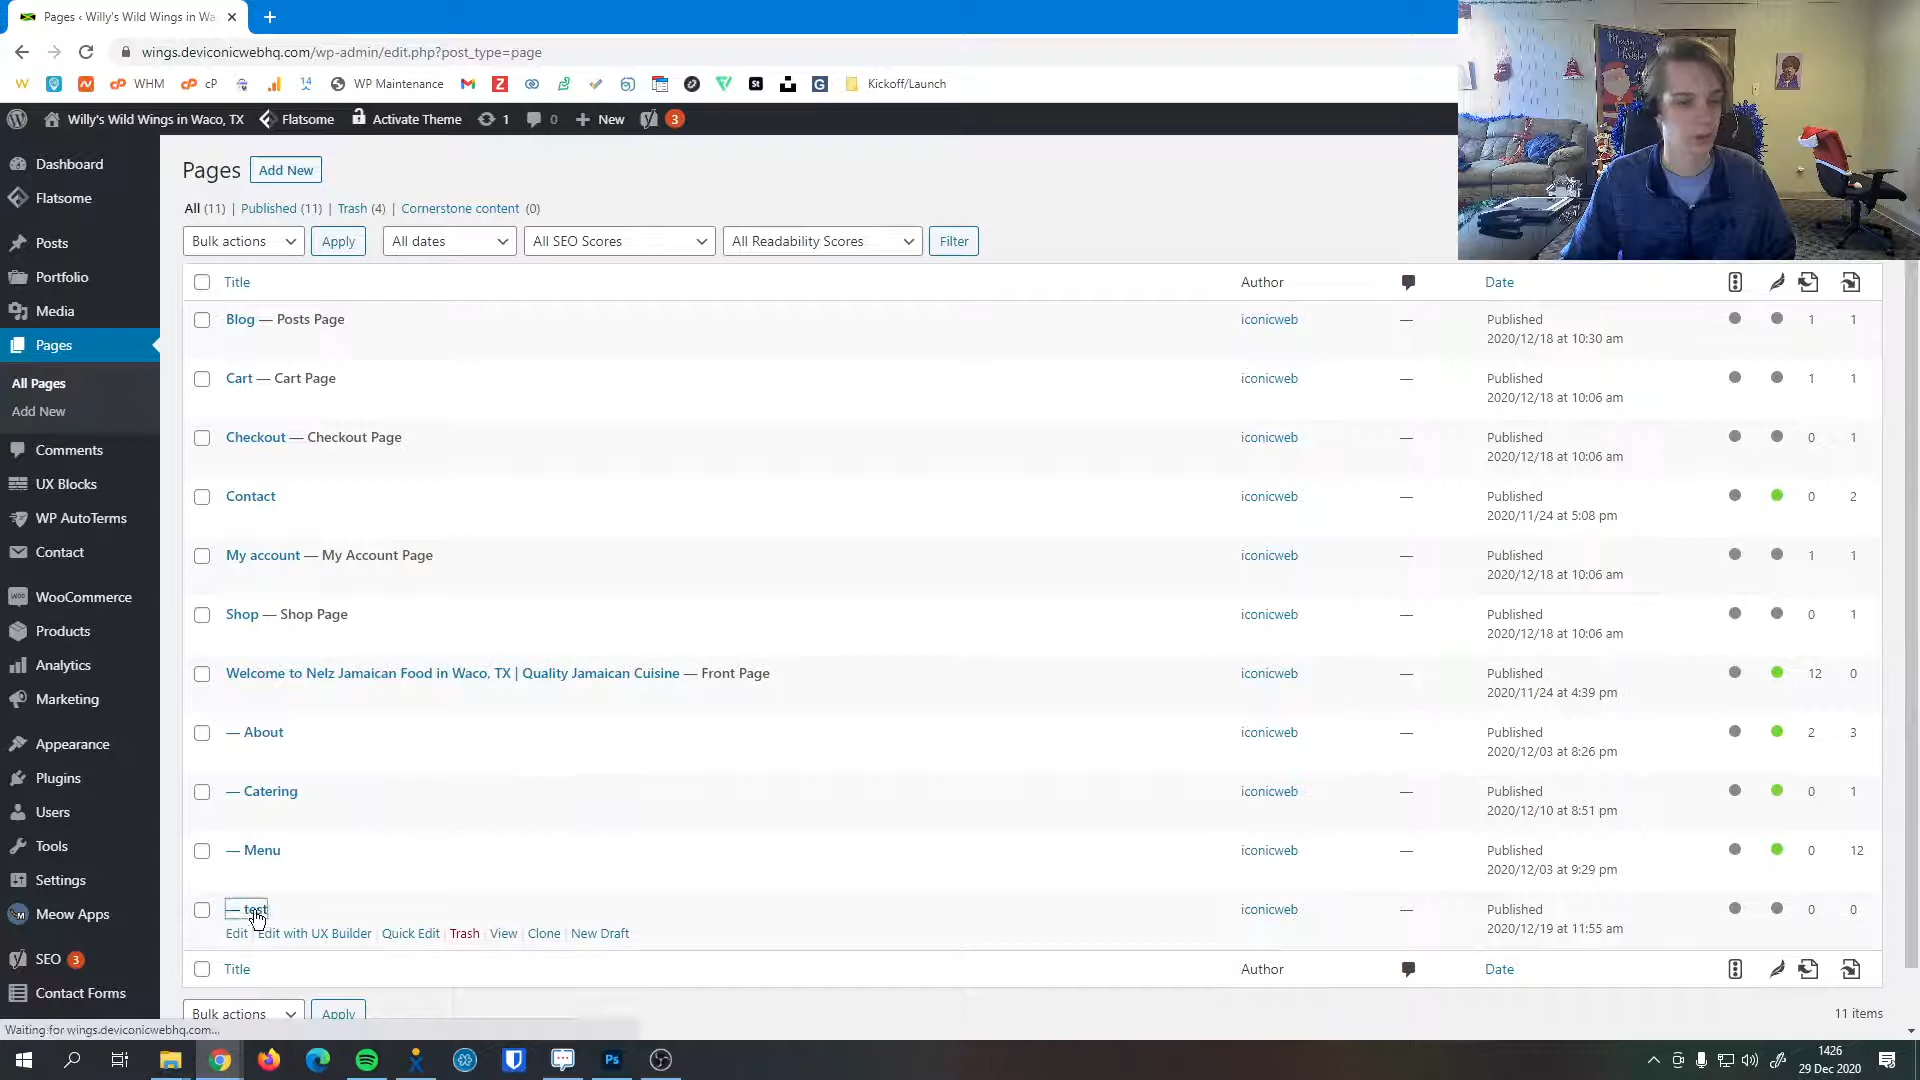 Pages ‹ Willy's Wild Wings in Wa
wings.deviconicwebhq.com/wp-admin/edit.php?post_type=page
WHM cP 14 WP Maintenance Kickoff/Launch
Willy's Wild Wings in Waco, TX Flatsome Activate Theme 1 0 New 3
Dashboard
Flatsome
Posts
Portfolio
Media
Pages
All Pages
Add New
Comments
UX Blocks
WP AutoTerms
Contact
WooCommerce
Products
Analytics
Marketing
Appearance
Plugins
Users
Tools
Settings
Meow Apps
SEO 3
Contact Forms
Pages Add New
All (11) | Published (11) | Trash (4) | Cornerstone content (0)
Bulk actions Apply All dates All SEO Scores All Readability Scores Filter
Title Author Date
Blog — Posts Page iconicweb — Published 1 1
2020/12/18 at 10:30 am
Cart — Cart Page iconicweb — Published 1 1
2020/12/18 at 10:06 am
Checkout — Checkout Page iconicweb — Published 0 1
2020/12/18 at 10:06 am
Contact iconicweb — Published 0 2
2020/11/24 at 5:08 pm
My account — My Account Page iconicweb — Published 1 1
2020/12/18 at 10:06 am
Shop — Shop Page iconicweb — Published 0 1
2020/12/18 at 10:06 am
Welcome to Nelz Jamaican Food in Waco, TX | Quality Jamaican Cuisine — Front Page iconicweb — Published 12 0
2020/11/24 at 4:39 pm
— About iconicweb — Published 2 3
2020/12/03 at 8:26 pm
— Catering iconicweb — Published 0 1
2020/12/10 at 8:51 pm
— Menu iconicweb — Published 0 12
2020/12/03 at 9:29 pm
— test iconicweb — Published 0 0
2020/12/19 at 11:55 am
Edit Edit with UX Builder | Quick Edit | Trash | View | Clone | New Draft
Title Author Date
Bulk actions Apply 11 items
Waiting for wings.deviconicwebhq.com...
Ps
1426
29 Dec 2020